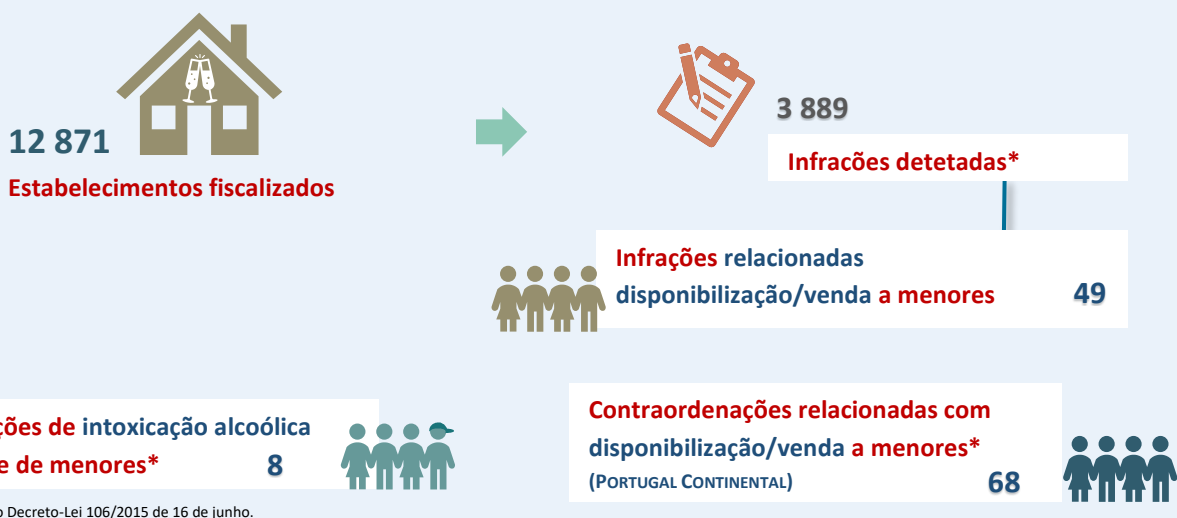 12 871
Estabelecimentos fiscalizados
3 889
Infrações detetadas*
Infrações relacionadas
disponibilização/venda a menores 49
ções de intoxicação alcoólica
e de menores* 8
Contraordenações relacionadas com
disponibilização/venda a menores*
(PORTUGAL CONTINENTAL) 68
o Decreto-Lei 106/2015 de 16 de junho.